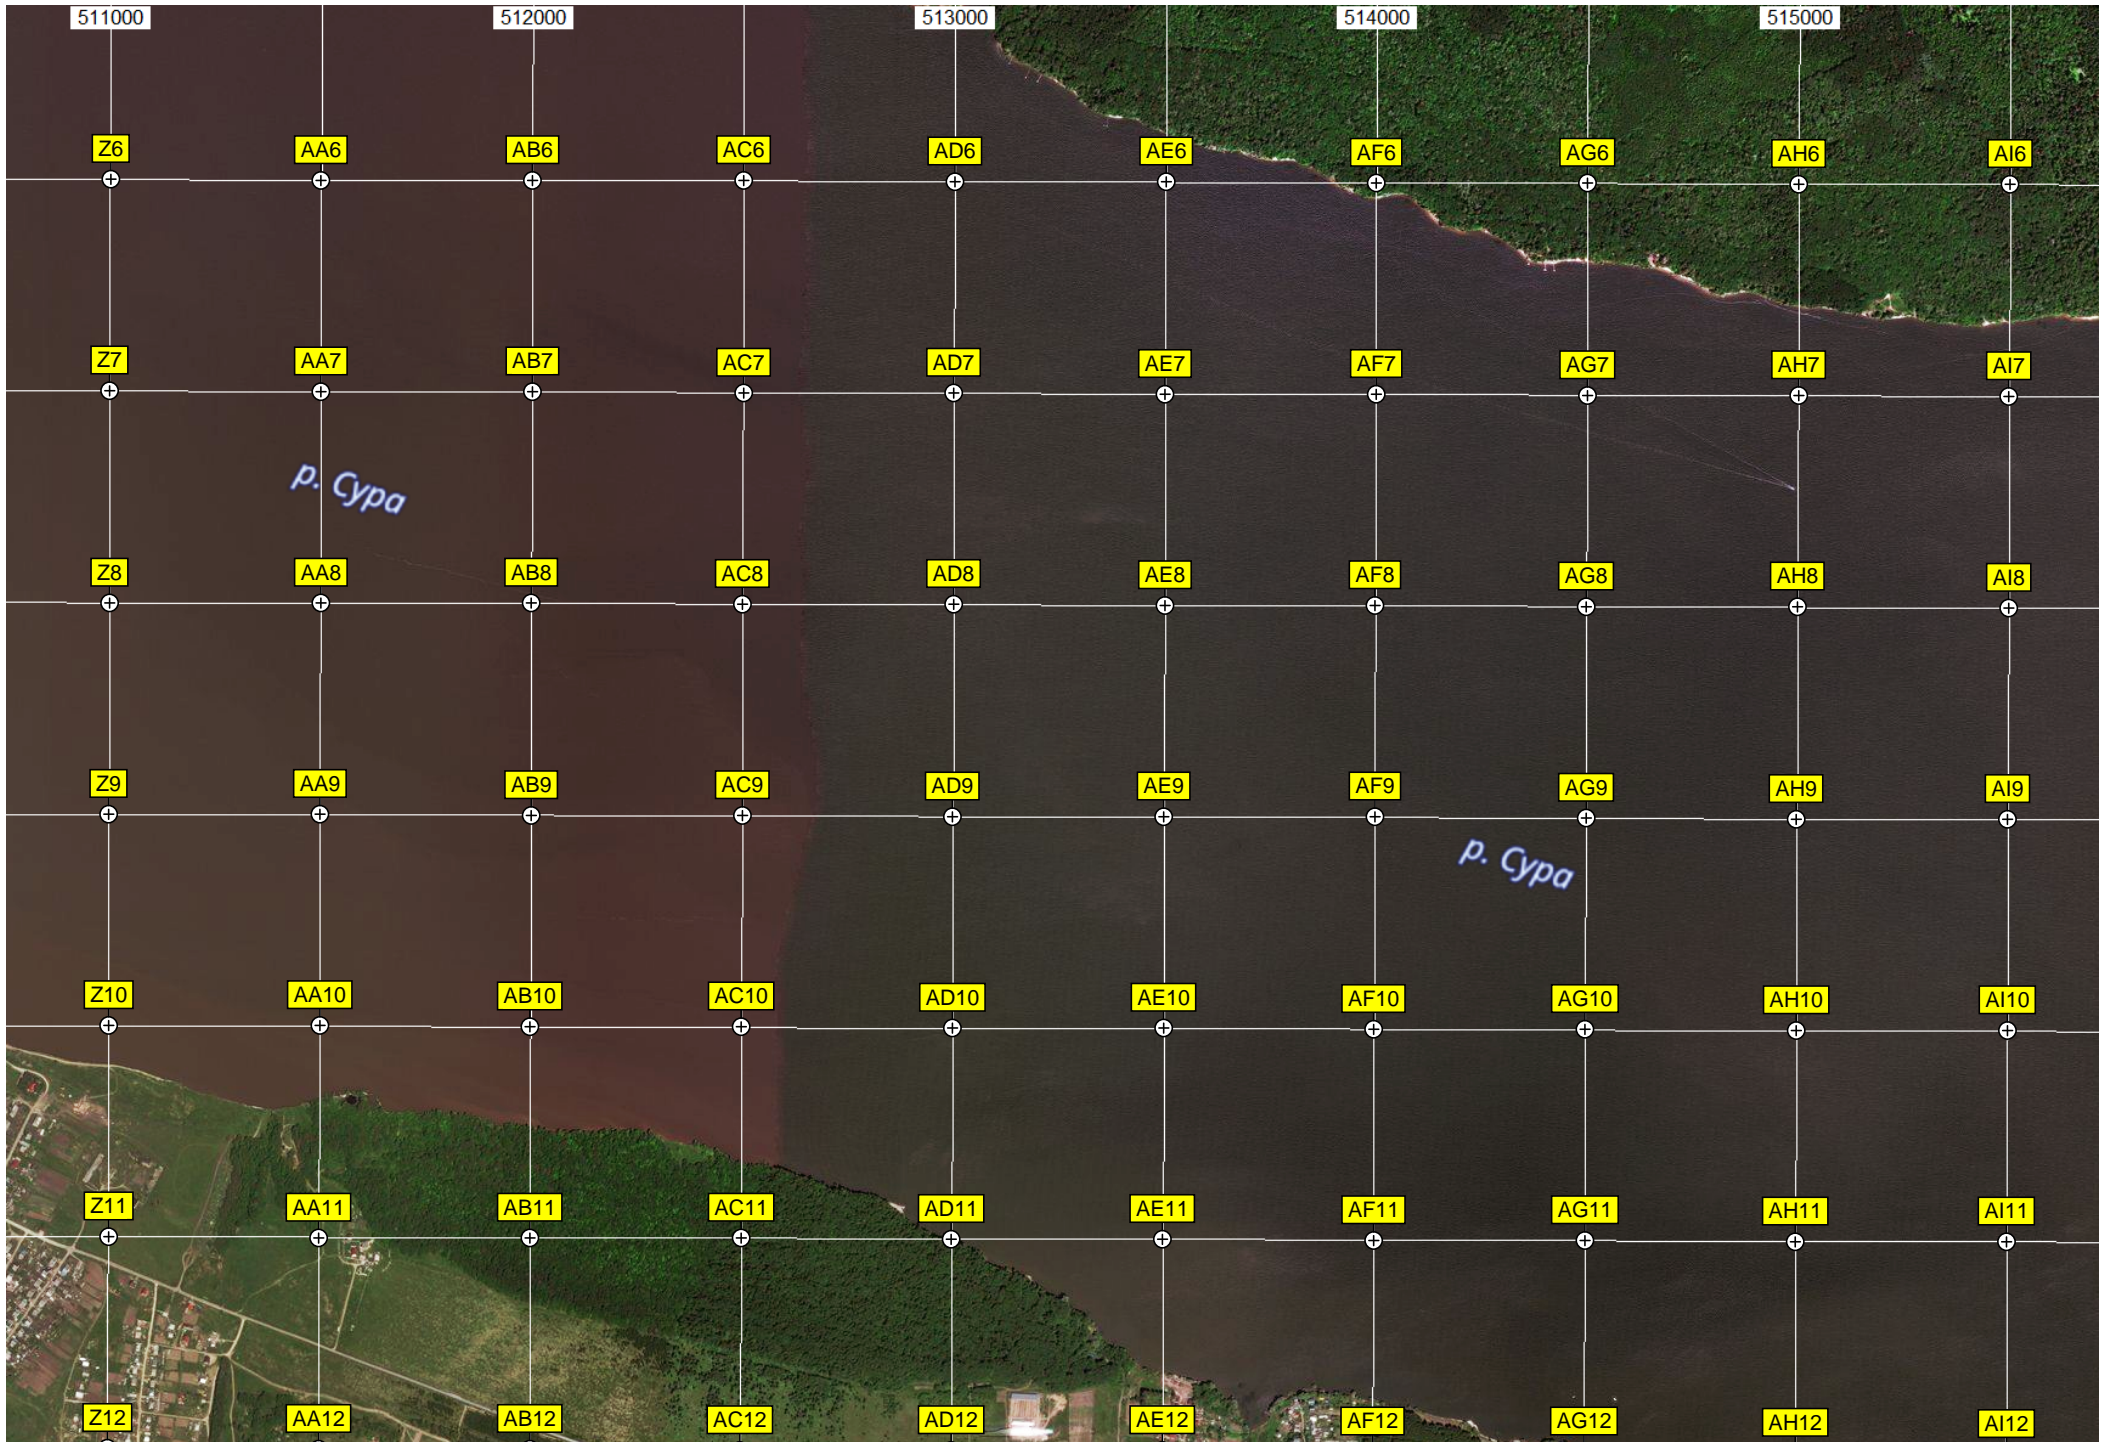 511000 512000 513000 514000 515000
Z6 AA6 AB6 AC6 AD6 AE6 AF6 AG6 AH6 AI6
Z7 AA7 AB7 AC7 AD7 AE7 AF7 AG7 AH7 AI7
р. Сура
Z8 AA8 AB8 AC8 AD8 AE8 AF8 AG8 AH8 AI8
Z9 AA9 AB9 AC9 AD9 AE9 AF9 AG9 AH9 AI9
р. Сура
Z10 AA10 AB10 AC10 AD10 AE10 AF10 AG10 AH10 AI10
Z11 AA11 AB11 AC11 AD11 AE11 AF11 AG11 AH11 AI11
Z12 AA12 AB12 AC12 AD12 AE12 AF12 AG12 AH12 AI12